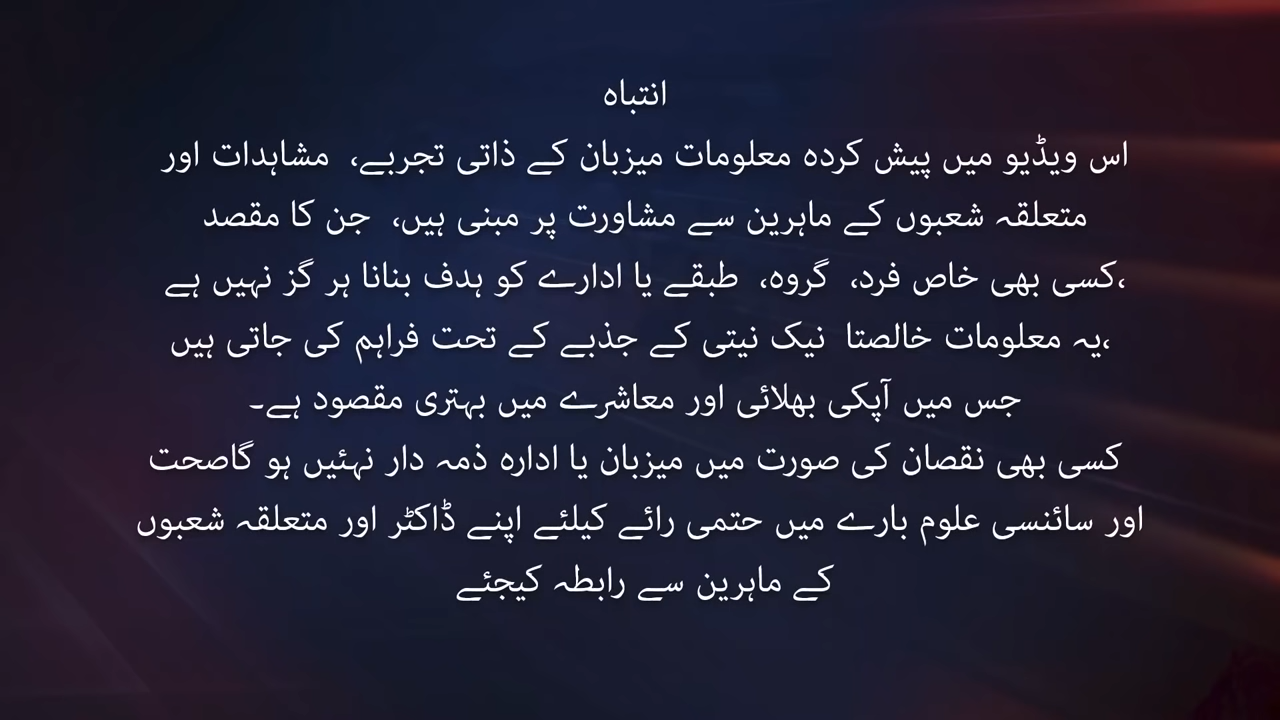 انتباہ
اس ویڈیو میں پیش کردہ معلومات میزبان کے ذاتی تجربے، مشاہدات اور
متعلقہ شعبوں کے ماہرین سے مشاورت پر مبنی ہیں، جن کا مقصد
،کسی بھی خاص فرد، گروہ، طبقے یا ادارے کو ہدف بنانا ہر گز نہیں ہے
،یہ معلومات خالصتا نیک نیتی کے جذبے کے تحت فراہم کی جاتی ہیں
جس میں آپکی بھلائی اور معاشرے میں بہتری مقصود ہے۔
کسی بھی نقصان کی صورت میں میزبان یا ادارہ ذمہ دار نہئیں ہو گاصحت
اور سائنسی علوم بارے میں حتمی رائے کیلئے اپنے ڈاکٹر اور متعلقہ شعبوں
کے ماہرین سے رابطہ کیجئے